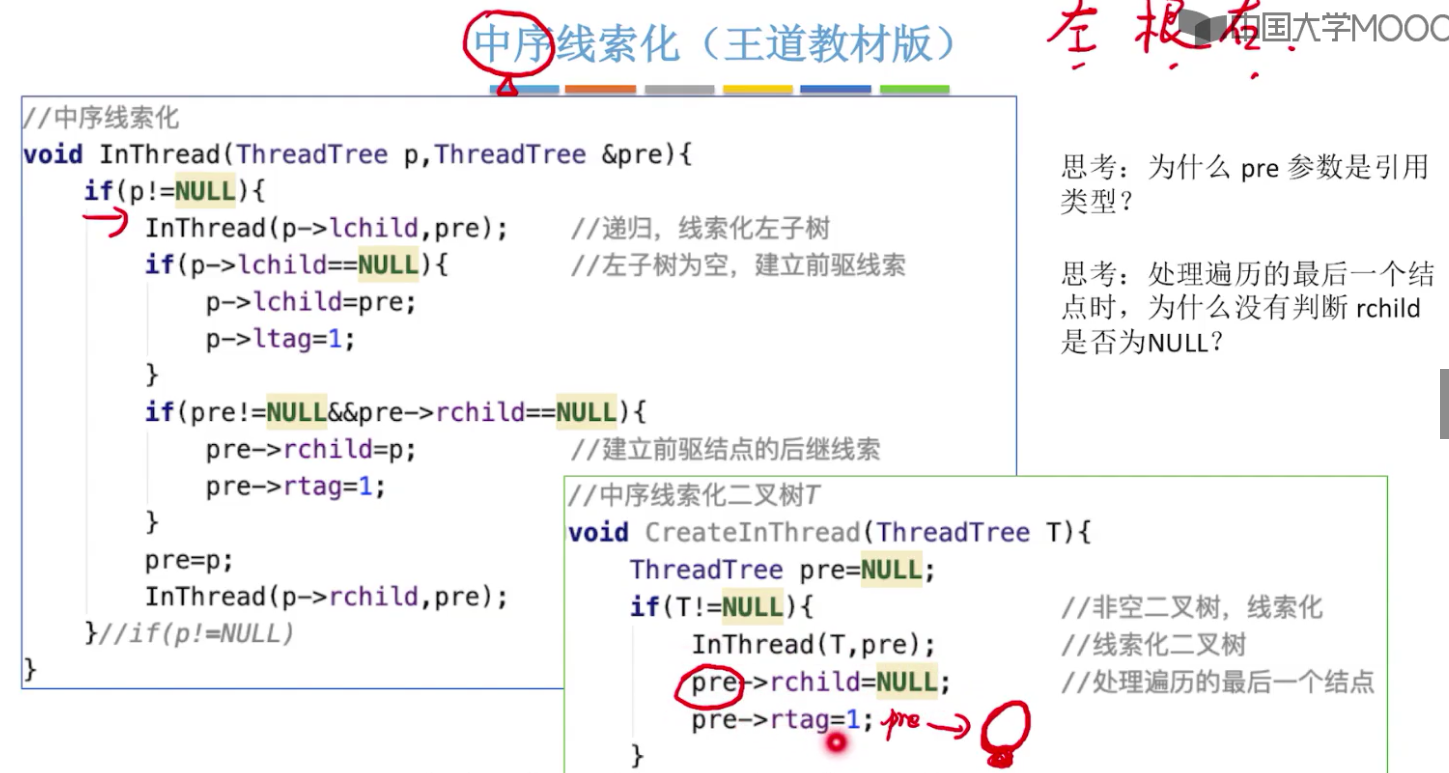 中序线索化（王道教材版）
左 根 右.
中国大学MOOC
//中序线索化
void InThread(ThreadTree p,ThreadTree &pre){
if(p!=NULL){
InThread(p->lchild,pre); //递归，线索化左子树
if(p->lchild==NULL){ //左子树为空，建立前驱线索
p->lchild=pre;
p->ltag=1;
}
if(pre!=NULL&&pre->rchild==NULL){
pre->rchild=p; //建立前驱结点的后继线索
pre->rtag=1;
}
pre=p;
InThread(p->rchild,pre);
}//if(p!=NULL)
}
思考：为什么 pre 参数是引用
类型？
思考：处理遍历的最后一个结
点时，为什么没有判断 rchild
是否为NULL？
//中序线索化二叉树T
void CreateInThread(ThreadTree T){
ThreadTree pre=NULL;
if(T!=NULL){ //非空二叉树，线索化
InThread(T,pre); //线索化二叉树
pre->rchild=NULL; //处理遍历的最后一个结点
pre->rtag=1; pre
}